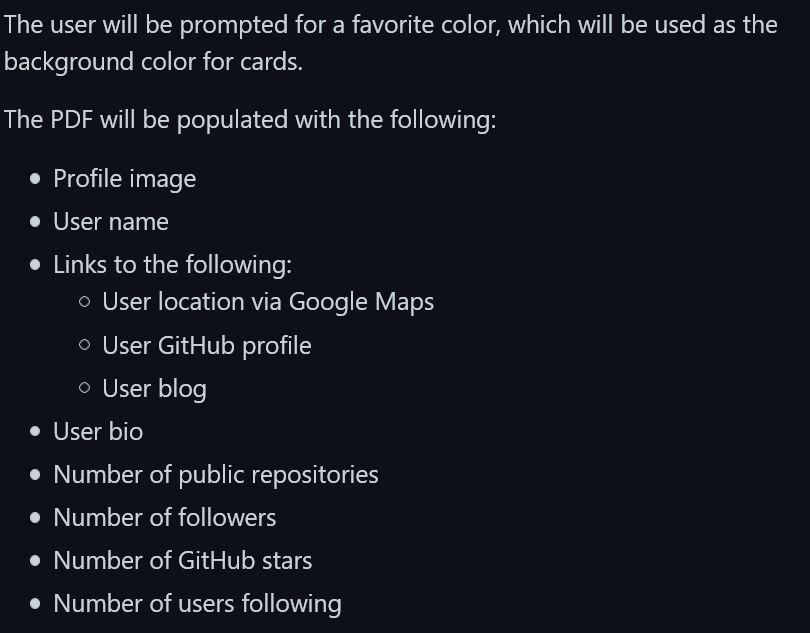 The user will be prompted for a favorite color, which will be used as the
background color for cards.
The PDF will be populated with the following:
Profile image
User name
Links to the following:
User location via Google Maps
User GitHub profile
User blog
User bio
Number of public repositories
Number of followers
Number of GitHub stars
Number of users following